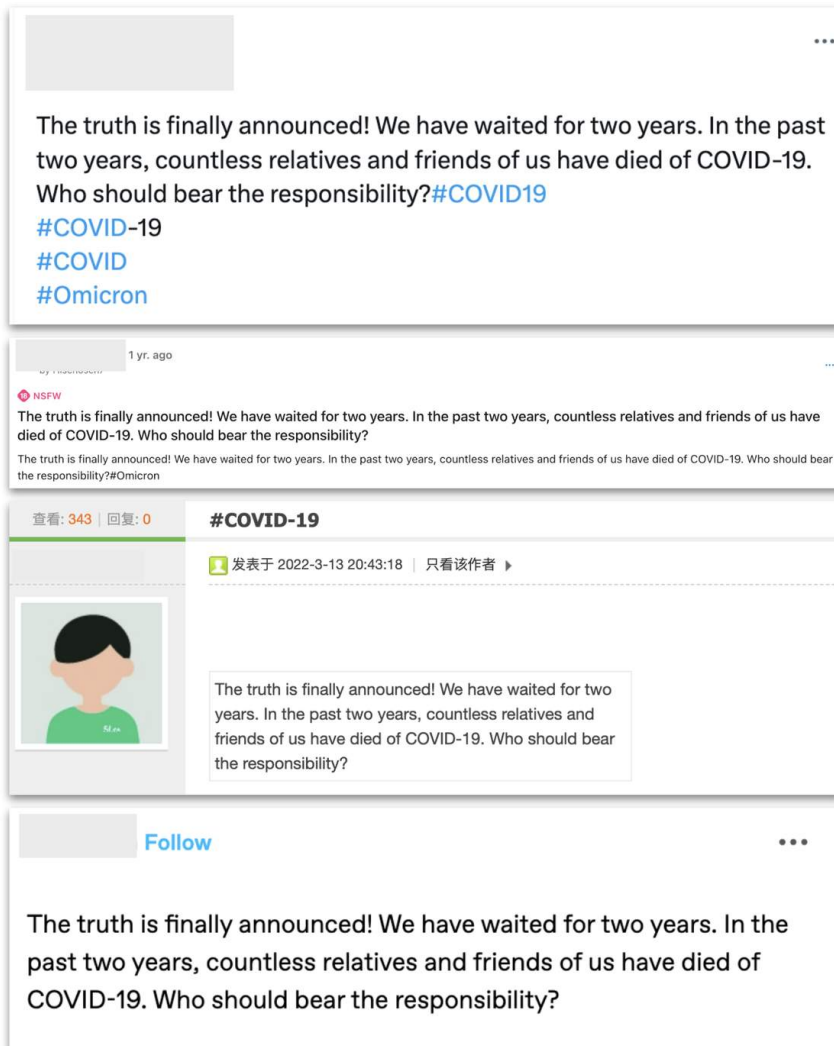 The truth is finally announced! We have waited for two years. In the past
two years, countless relatives and friends of us have died of COVID-19.
Who should bear the responsibility?#COVID19
#COVID-19
#COVID
#Omicron
1 yr. ago
NSFW
The truth is finally announced! We have waited for two years. In the past two years, countless relatives and friends of us have
died of COVID-19. Who should bear the responsibility?
The truth is finally announced! We have waited for two years. In the past two years, countless relatives and friends of us have died of COVID-19. Who should bear
the responsibility?#Omicron
查看: 343 | 回复: 0
#COVID-19
发表于 2022-3-13 20:43:18 | 只看该作者
The truth is finally announced! We have waited for two
years. In the past two years, countless relatives and
friends of us have died of COVID-19. Who should bear
the responsibility?
Follow
The truth is finally announced! We have waited for two years. In the
past two years, countless relatives and friends of us have died of
COVID-19. Who should bear the responsibility?